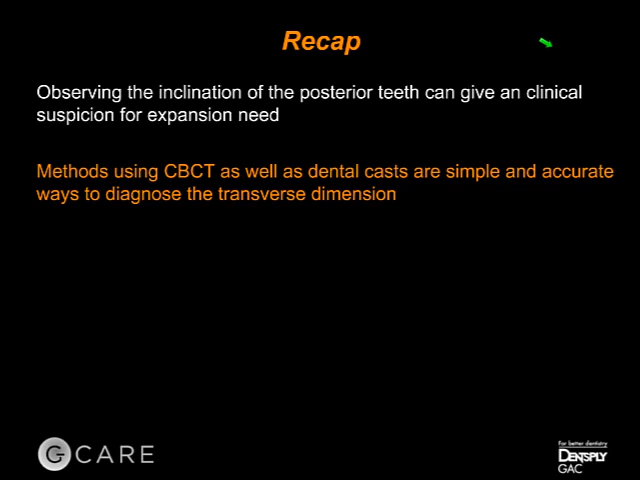 Recap
Observing the inclination of the posterior teeth can give an clinical
suspicion for expansion need
Methods using CBCT as well as dental casts are simple and accurate
ways to diagnose the transverse dimension
G CARE
For better dentistry
DENTSPLY
GAC